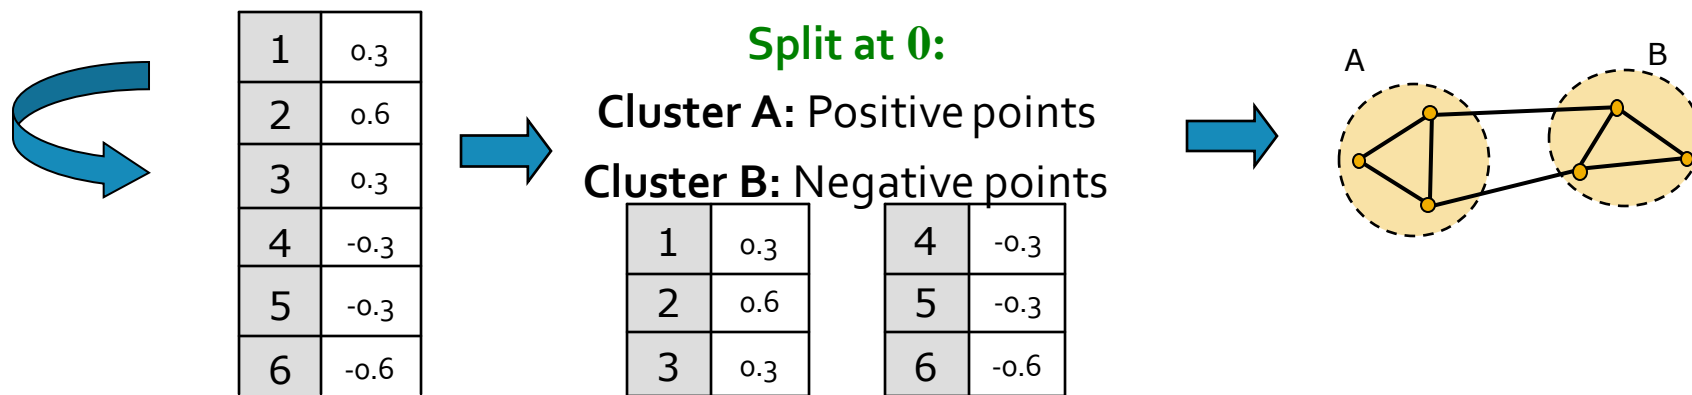 1 0.3
2 0.6
3 0.3
4 -0.3
5 -0.3
6 -0.6
Split at 0:
Cluster A: Positive points
Cluster B: Negative points
1 0.3
2 0.6
3 0.3
4 -0.3
5 -0.3
6 -0.6
A
B